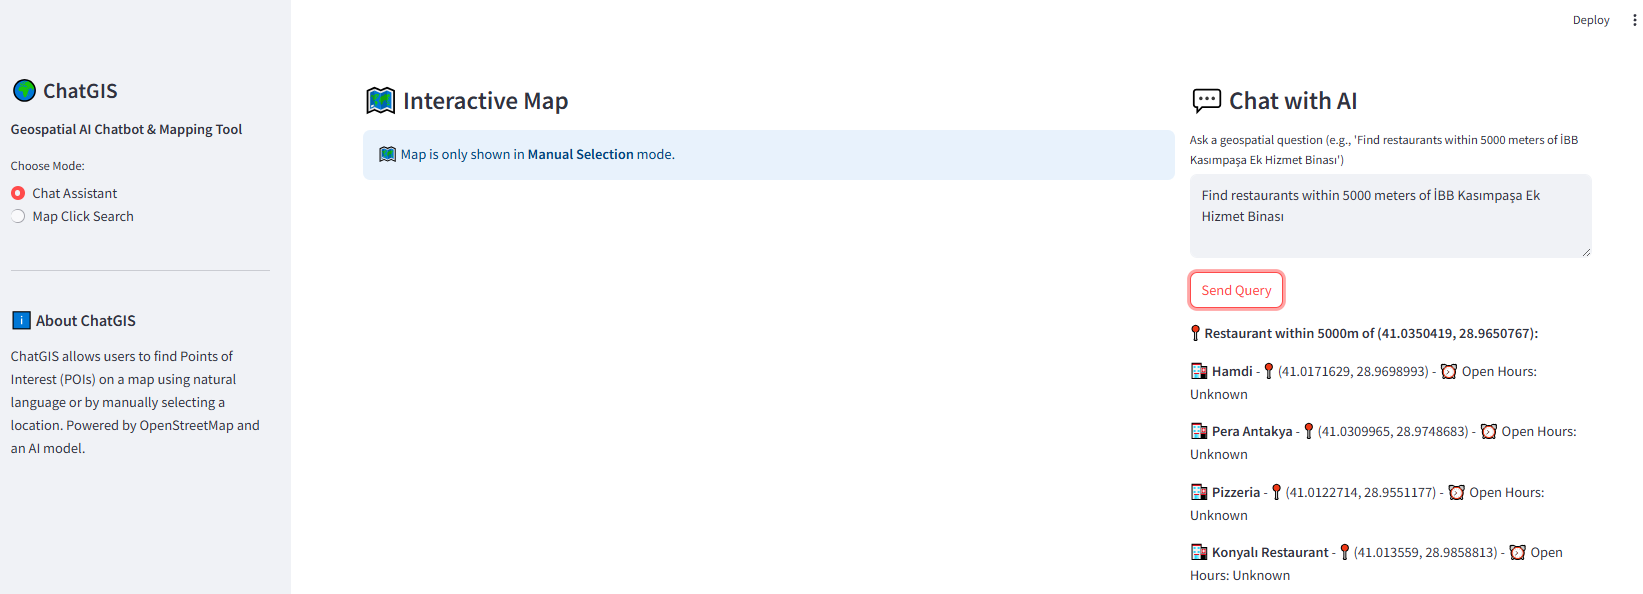 Deploy
ChatGIS
Geospatial AI Chatbot & Mapping Tool
Choose Mode:
Chat Assistant
Map Click Search
About ChatGIS
ChatGIS allows users to find Points of
Interest (POIs) on a map using natural
language or by manually selecting a
location. Powered by OpenStreetMap and
an AI model.
Interactive Map
Map is only shown in Manual Selection mode.
Chat with AI
Ask a geospatial question (e.g., 'Find restaurants within 5000 meters of İBB
Kasımpaşa Ek Hizmet Binası')
Find restaurants within 5000 meters of İBB Kasımpaşa Ek
Hizmet Binası
Send Query
Restaurant within 5000m of (41.0350419, 28.9650767):
Hamdi - (41.0171629, 28.9698993) - Open Hours:
Unknown
Pera Antakya - (41.0309965, 28.9748683) - Open Hours:
Unknown
Pizzeria - (41.0122714, 28.9551177) - Open Hours:
Unknown
Konyalı Restaurant - (41.013559, 28.9858813) - Open
Hours: Unknown